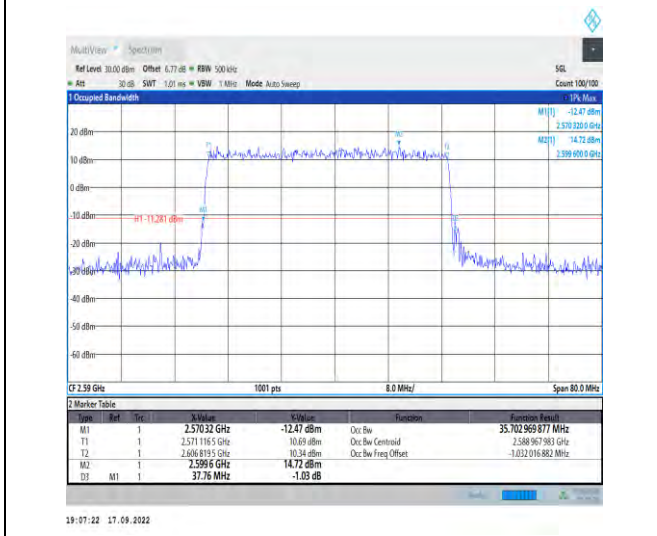 MultiView Spectrum
Ref Level 30.00 dBm Offset 6.77 dB RBW 500 kHz SGL
Att 30 dB SWT 1.01 ms VBW 1 MHz Mode Auto Sweep Count 100/100
1 Occupied Bandwidth 1Pk Max
M1[1] -12.47 dBm
2.570 320 0 GHz
M2[1] 14.72 dBm
2.599 600 0 GHz
20 dBm
10 dBm
0 dBm
-10 dBm
H1 -11.281 dBm
-20 dBm
-30 dBm
-40 dBm
-50 dBm
-60 dBm
CF 2.59 GHz 1001 pts 8.0 MHz/ Span 80.0 MHz
2 Marker Table
Type Ref Trc X-Value Y-Value Function Function Result
M1 1 2.57032 GHz -12.47 dBm Occ Bw 35.702 969 877 MHz
T1 1 2.571 116 5 GHz 10.69 dBm Occ Bw Centroid 2.588 967 983 GHz
T2 1 2.606 819 5 GHz 10.34 dBm Occ Bw Freq Offset -1.032 016 882 MHz
M2 1 2.5996 GHz 14.72 dBm
D3 M1 1 37.76 MHz -1.03 dB
19:07:22 17.09.2022